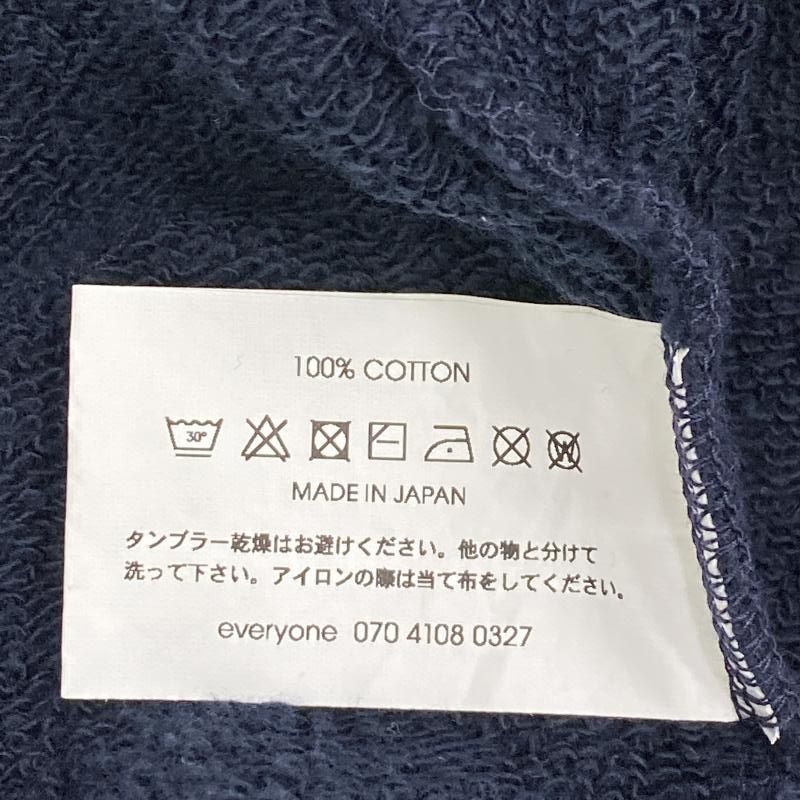 100% COTTON
30°
W
MADE IN JAPAN
タンブラー乾燥はお避けください。他の物と分けて
洗って下さい。アイロンの際は当て布をしてください。
everyone 070 4108 0327